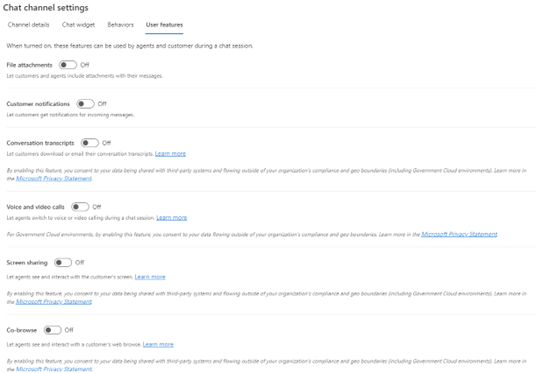 Chat channel settings
Channel details Chat widget Behaviors User features
When turned on, these features can be used by agents and customer during a chat session.
File attachments Off
Let customers and agents include attachments with their messages.
Customer notifications Off
Let customers get notifications for incoming messages.
Conversation transcripts Off
Let customers download or email their conversation transcripts. Learn more
By enabling this feature, you consent to your data being shared with third-party systems and flowing outside of your organization's compliance and geo boundaries (including Government Cloud environments). Learn more in
the Microsoft Privacy Statement.
Voice and video calls Off
Let agents switch to voice or video calling during a chat session. Learn more
For Government Cloud environments, by enabling this feature, you consent to your data flowing outside of your organization's compliance and geo boundaries. Learn more in the Microsoft Privacy Statement.
Screen sharing Off
Let agents see and interact with the customer's screen. Learn more
By enabling this feature, you consent to your data being shared with third-party systems and flowing outside of your organization's compliance and geo boundaries (including Government Cloud environments). Learn more in
the Microsoft Privacy Statement.
Co-browse Off
Let agents see and interact with a customer's web browse. Learn more
By enabling this feature, you consent to your data being shared with third-party systems and flowing outside of your organization's compliance and geo boundaries (including Government Cloud environments). Learn more in
the Microsoft Privacy Statement.